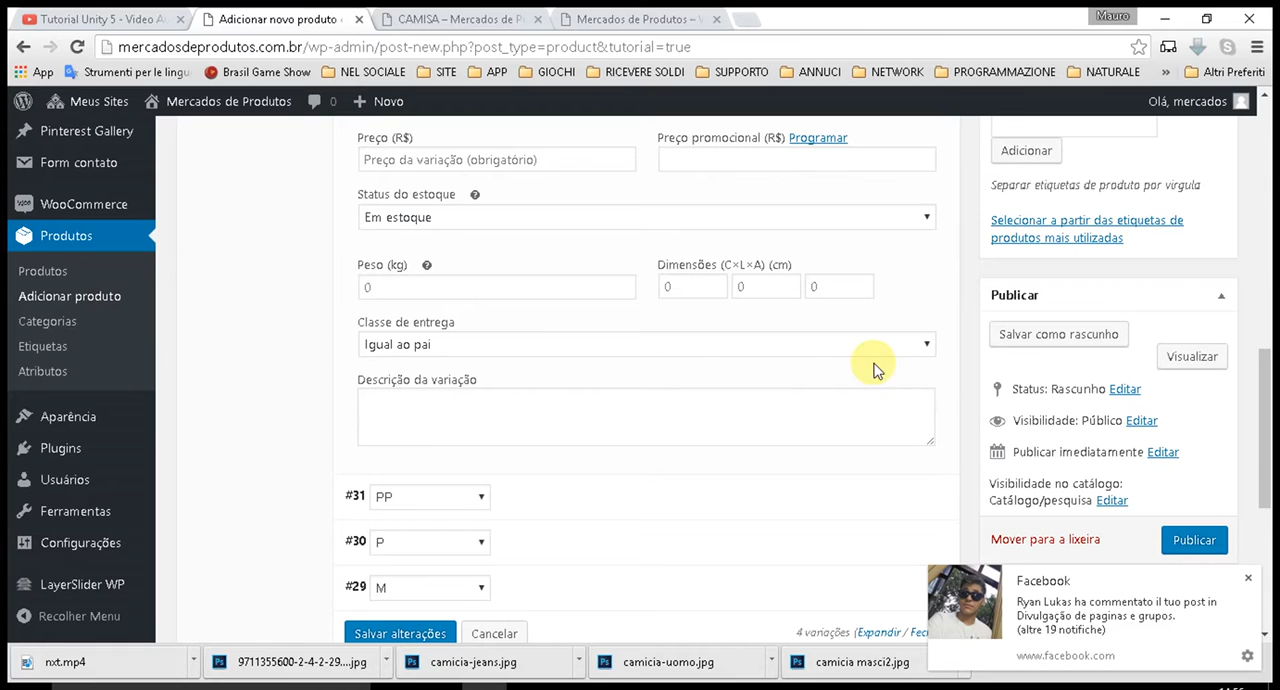 Tutorial Unity 5 - Video A
Adicionar novo produto
CAMISA – Mercados de P
Mercados de Produtos –
Mauro
mercadosdeprodutos.com.br/wp-admin/post-new.php?post_type=product&tutorial=true
App
Strumenti per le lingu
Brasil Game Show
NEL SOCIALE
SITE
APP
GIOCHI
RICEVERE SOLDI
SUPPORTO
ANNUCI
NETWORK
PROGRAMMAZIONE
NATURALE
»
Altri Preferiti
Meus Sites
Mercados de Produtos
0
Novo
Olá, mercados
Pinterest Gallery
Form contato
WooCommerce
Produtos
Produtos
Adicionar produto
Categorias
Etiquetas
Atributos
Aparência
Plugins
Usuários
Ferramentas
Configurações
LayerSlider WP
Recolher Menu
Preço (R$)
Preço promocional (R$) Programar
Preço da variação (obrigatório)
Status do estoque
Em estoque
Peso (kg)
Dimensões (C×L×A) (cm)
0
0
0
0
Classe de entrega
Igual ao pai
Descrição da variação
#31 PP
#30 P
#29 M
Salvar alterações
Cancelar
4 variações (Expandir / Fec
Adicionar
Separar etiquetas de produto por vírgula
Selecionar a partir das etiquetas de
produtos mais utilizadas
Publicar
Salvar como rascunho
Visualizar
Status: Rascunho Editar
Visibilidade: Público Editar
Publicar imediatamente Editar
Visibilidade no catálogo:
Catálogo/pesquisa Editar
Mover para a lixeira
Publicar
Facebook
Ryan Lukas ha commentato il tuo post in
Divulgação de paginas e grupos.
(altre 19 notifiche)
www.facebook.com
nxt.mp4
9711355600-2-4-2-29....jpg
camicia-jeans.jpg
camicia-uomo.jpg
camicia masci2.jpg